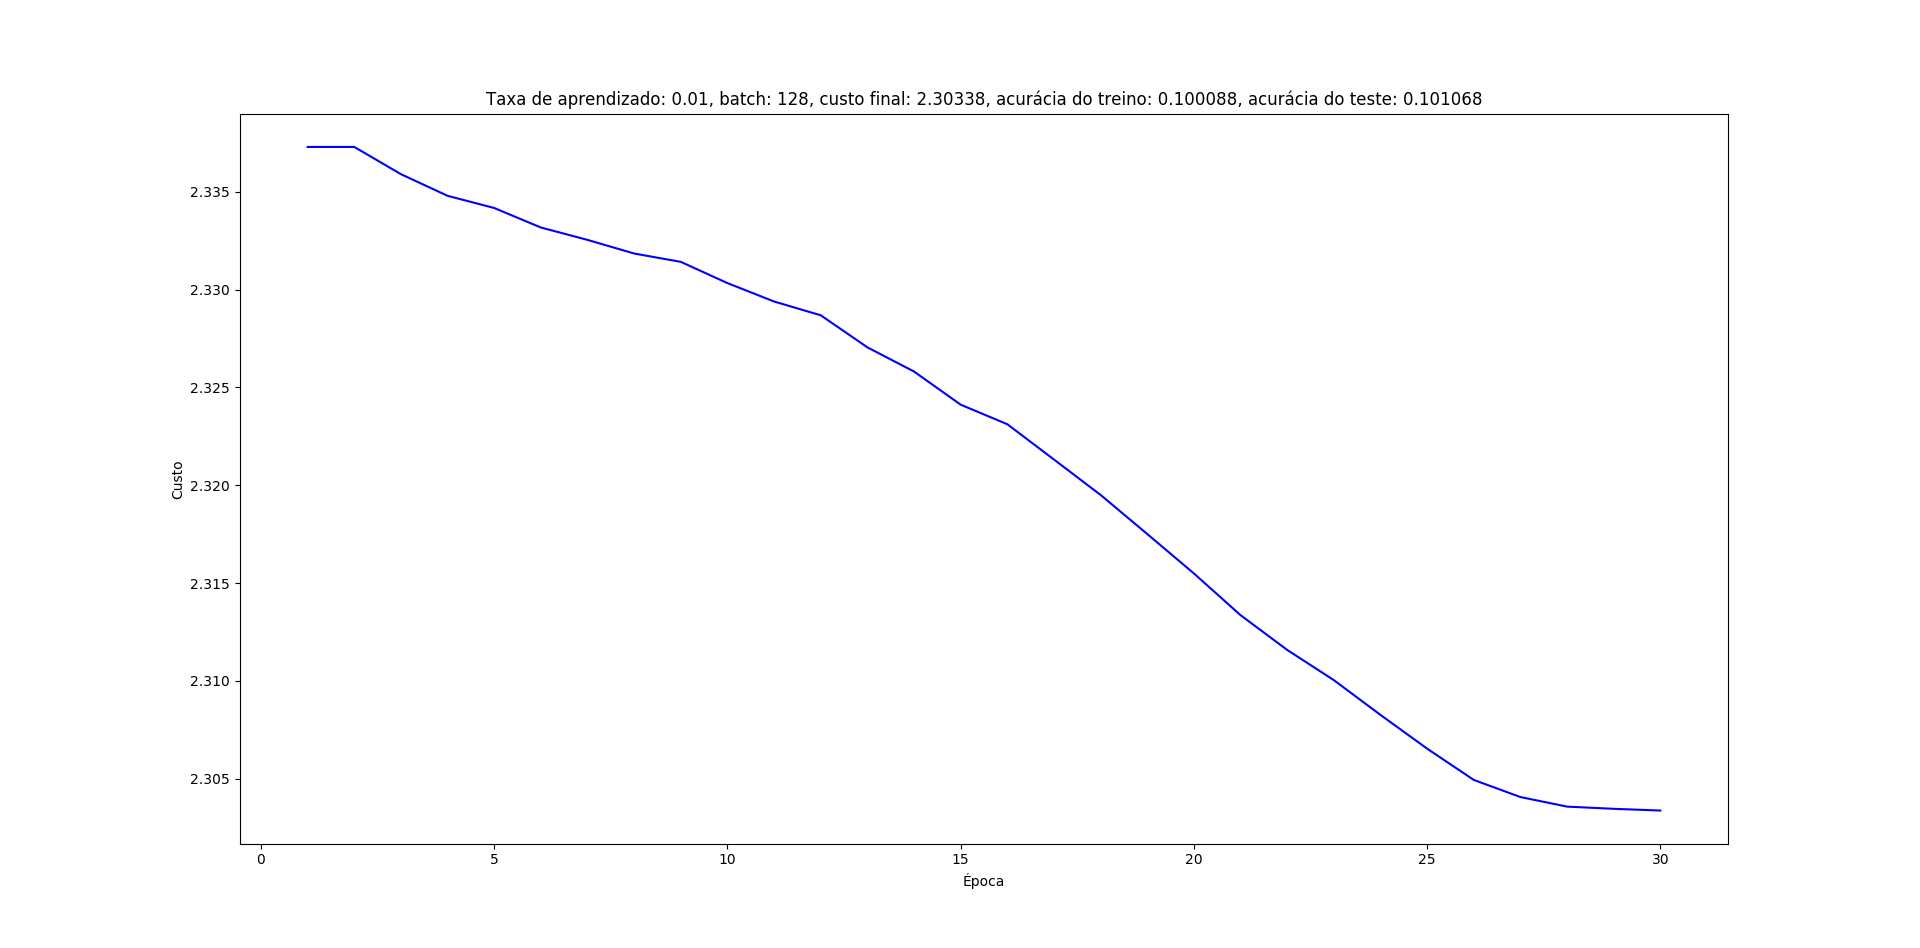 Taxa de aprendizado: 0.01, batch: 128, custo final: 2.30338, acurácia do treino: 0.100088, acurácia do teste: 0.101068
2.335
2.330
2.325
2.320
2.315
2.310
2.305
Custo
0 5 10 15 20 25 30
Época